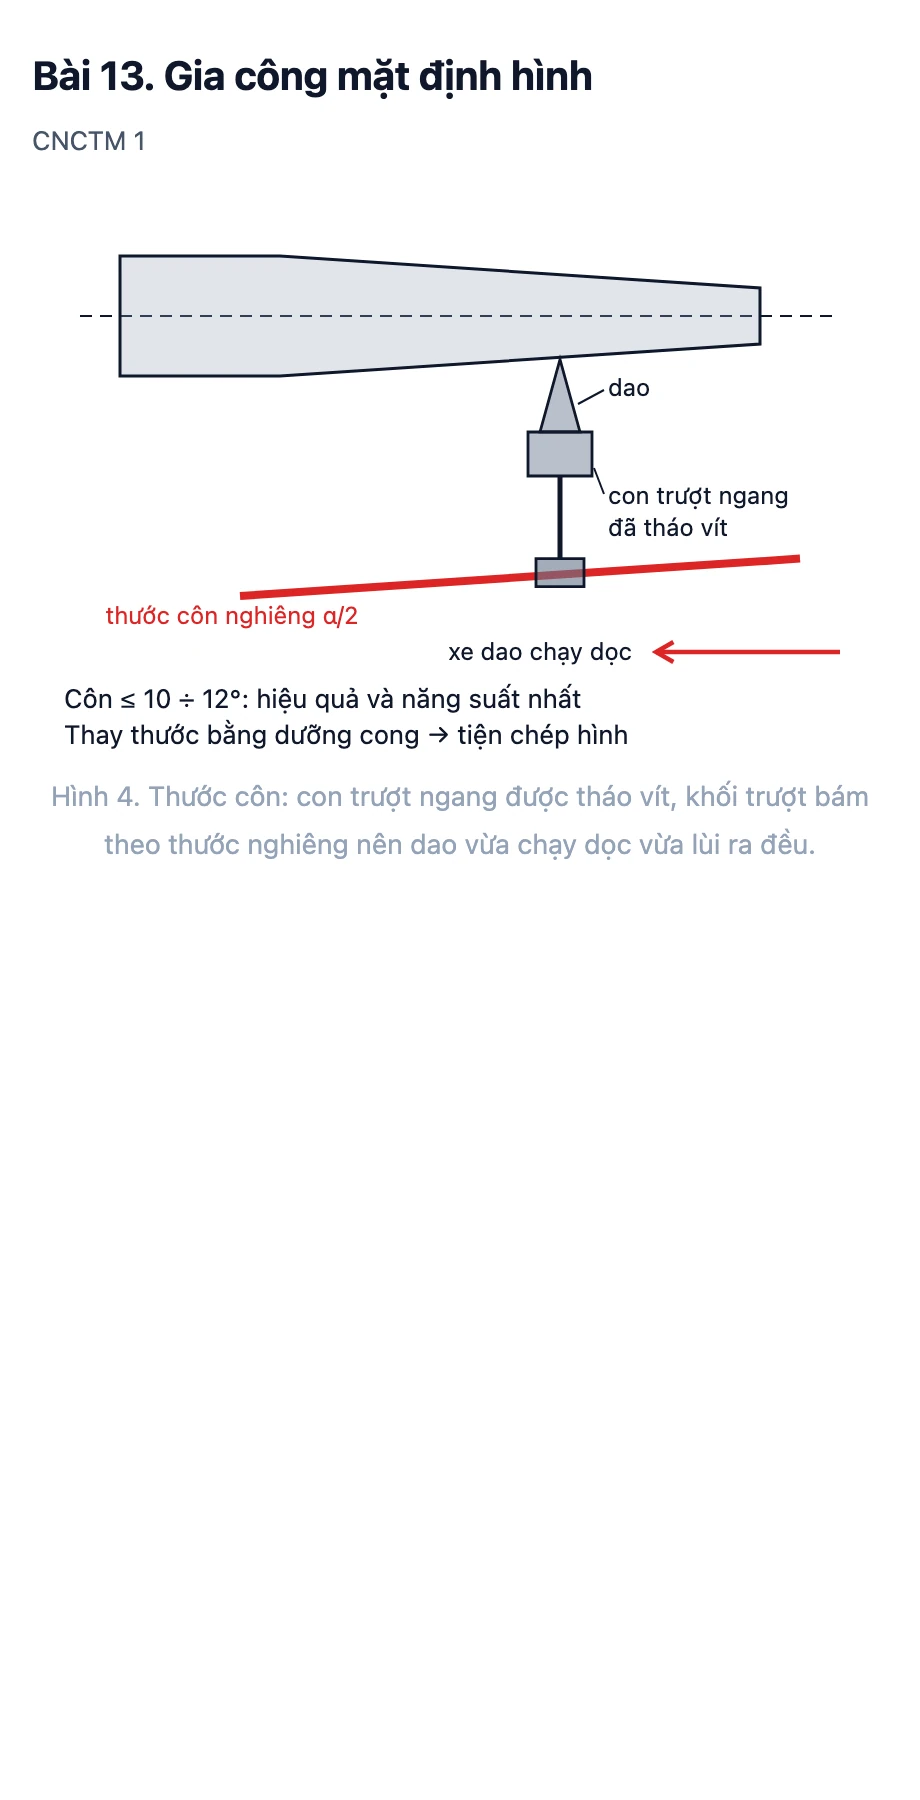 Bài 13. Gia công mặt định hình
CNCTM 1
dao
con trượt ngang
đã tháo vít
thước côn nghiêng α/2
xe dao chạy dọc
Côn ≤ 10 ÷ 12°: hiệu quả và năng suất nhất
Thay thước bằng dưỡng cong → tiện chép hình
Hình 4. Thước côn: con trượt ngang được tháo vít, khối trượt bám
theo thước nghiêng nên dao vừa chạy dọc vừa lùi ra đều.